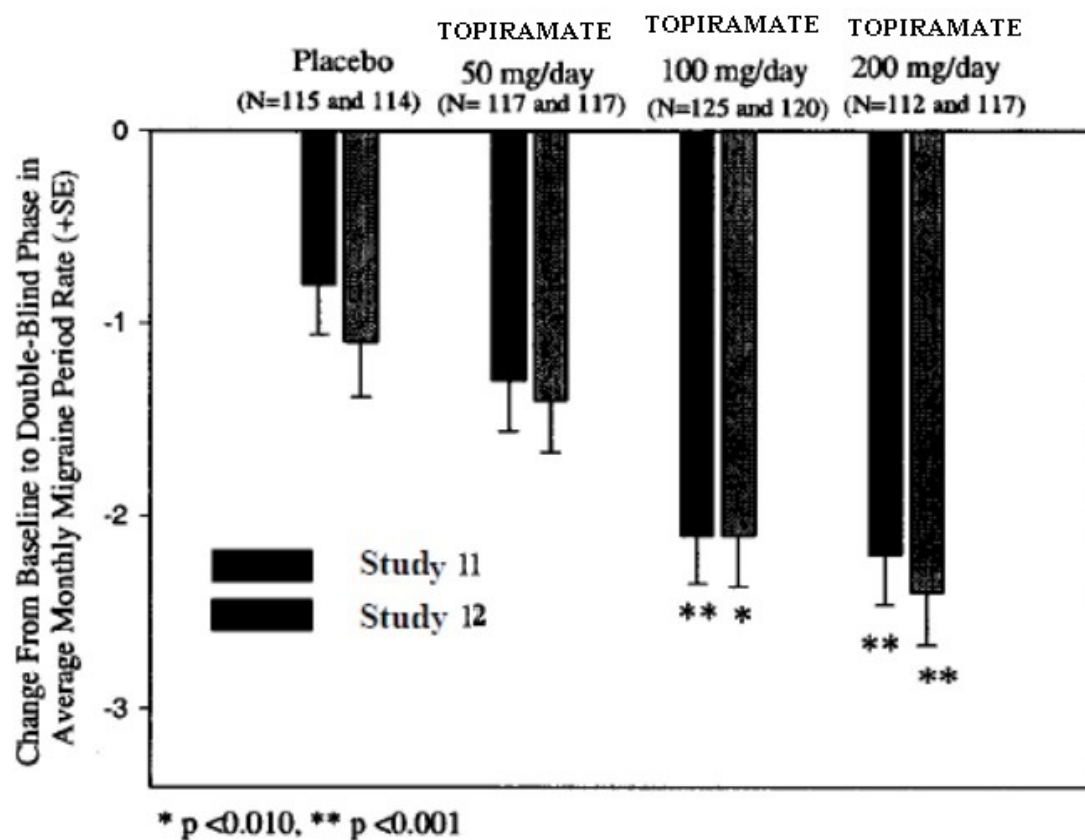 TOPIRAMATE TOPIRAMATE TOPIRAMATE
Placebo 50 mg/day 100 mg/day 200 mg/day
(N=115 and 114) (N= 117 and 117) (N=125 and 120) (N=112 and 117)
Change From Baseline to Double-Blind Phase in
Average Monthly Migraine Period Rate (+SE)
0
-1
-2
-3
Study 11
Study 12
** * ** **
* p <0.010, ** p <0.001